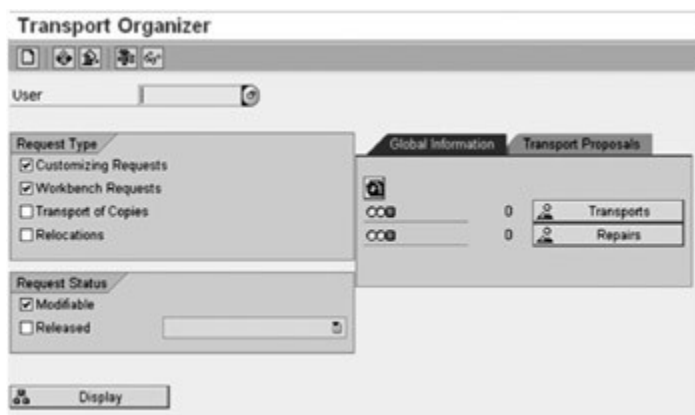 Transport Organizer
User
Request Type
Customizing Requests
Workbench Requests
Transport of Copies
Relocations
Global Information
Transport Proposals
0
Transports
0
Repairs
Request Status
Modifiable
Released
Display